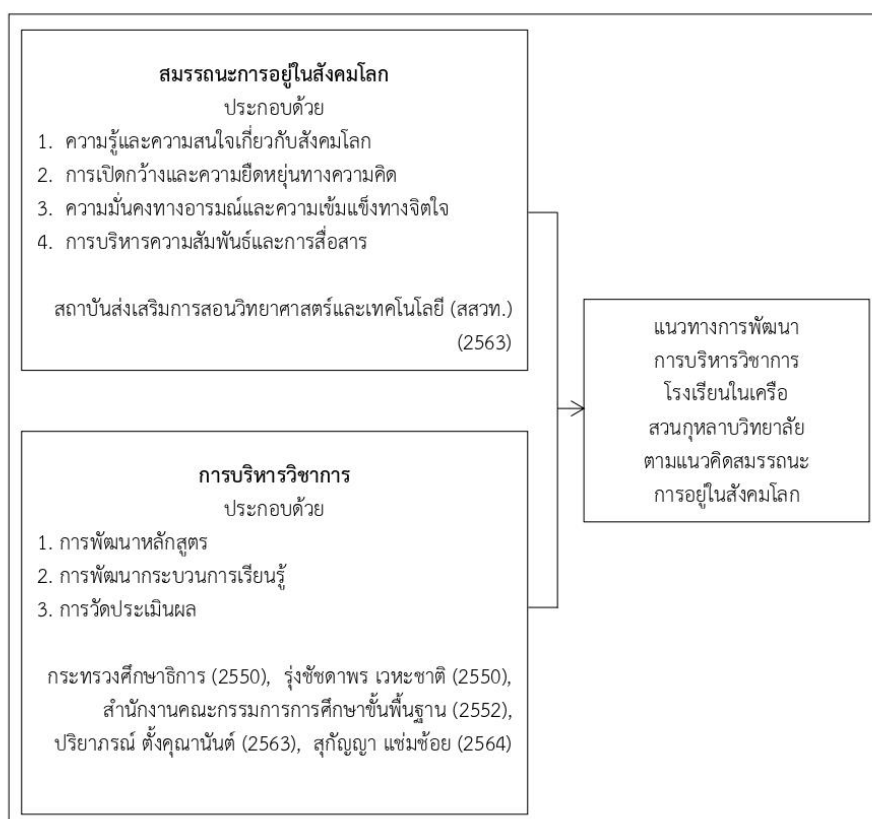 สมรรถนะการอยู่ในสังคมโลก
ประกอบด้วย
1. ความรู้และความสนใจเกี่ยวกับสังคมโลก
2. การเปิดกว้างและความยืดหยุ่นทางความคิด
3. ความมั่นคงทางอารมณ์และความเข้มแข็งทางจิตใจ
4. การบริหารความสัมพันธ์และการสื่อสาร
สถาบันส่งเสริมการสอนวิทยาศาสตร์และเทคโนโลยี (สสวท.)
(2563)
การบริหารวิชาการ
ประกอบด้วย
1. การพัฒนาหลักสูตร
2. การพัฒนากระบวนการเรียนรู้
3. การวัดประเมินผล
กระทรวงศึกษาธิการ (2550), รุ่งชัชดาพร เวหะชาติ (2550),
สำนักงานคณะกรรมการการศึกษาขั้นพื้นฐาน (2552),
ปริยาภรณ์ ตั้งคุณานันต์ (2563), สุกัญญา แช่มช้อย (2564)
แนวทางการพัฒนา
การบริหารวิชาการ
โรงเรียนในเครือ
สวนกุหลาบวิทยาลัย
ตามแนวคิดสมรรถนะ
การอยู่ในสังคมโลก